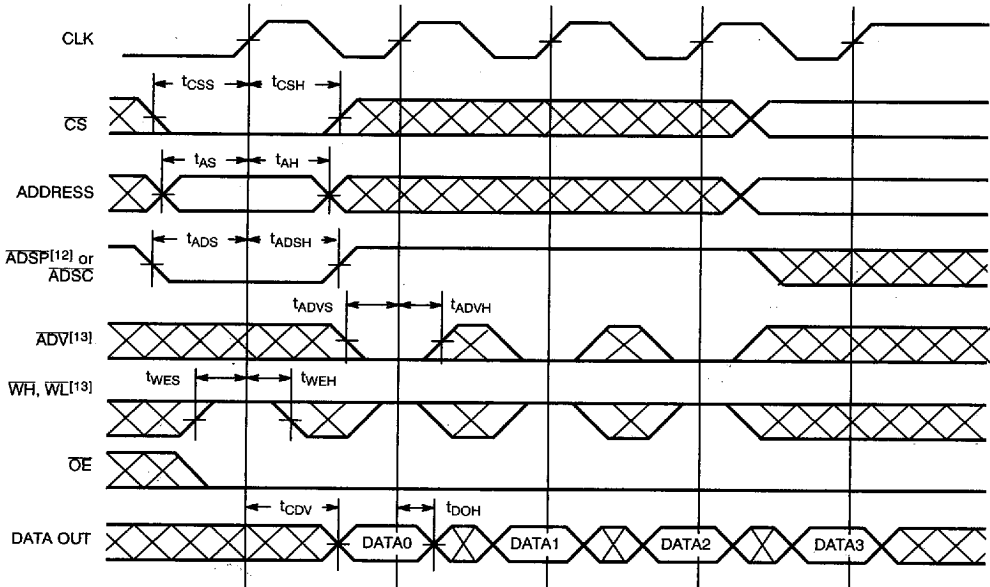 CLK
tCSS tCSH
CS
tAS tAH
ADDRESS
tADS tADSH
ADSP[12] or
ADSC
tADVS tADVH
ADV[13]
tWES tWEH
WH, WL[13]
OE
tCDV tDOH
DATA OUT DATA0 DATA1 DATA2 DATA3